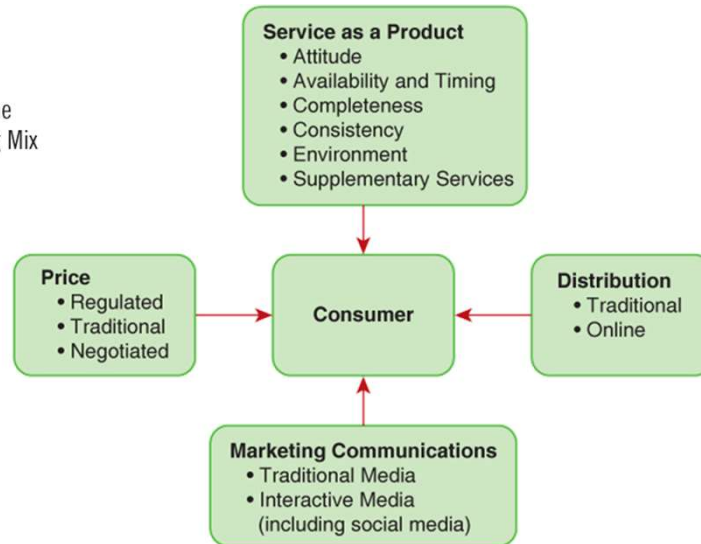 Mix
Service as a Product
• Attitude
• Availability and Timing
• Completeness
• Consistency
• Environment
• Supplementary Services
Price
• Regulated
• Traditional
• Negotiated
Consumer
Distribution
• Traditional
• Online
Marketing Communications
• Traditional Media
• Interactive Media
(including social media)